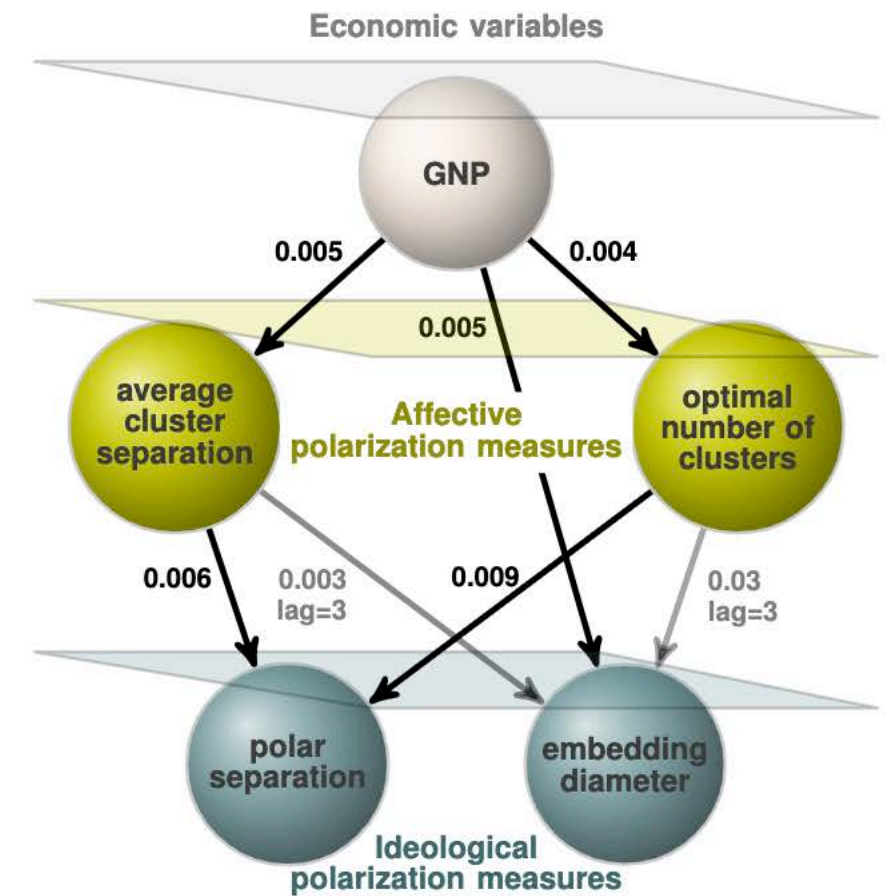 Economic variables
GNP
0.005
0.004
0.005
average
cluster
separation
Affective
polarization measures
optimal
number of
clusters
0.006
0.003
lag=3
0.009
0.03
lag=3
polar
separation
embedding
diameter
Ideological
polarization measures